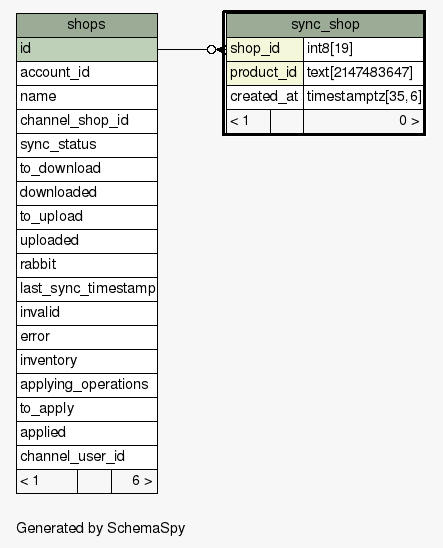 shops
id
account_id
name
channel_shop_id
sync_status
to_download
downloaded
to_upload
uploaded
rabbit
last_sync_timestamp
invalid
error
inventory
applying_operations
to_apply
applied
channel_user_id
< 1 6 >
sync_shop
shop_id int8[19]
product_id text[2147483647]
created_at timestamptz[35,6]
< 1 0 >
Generated by SchemaSpy